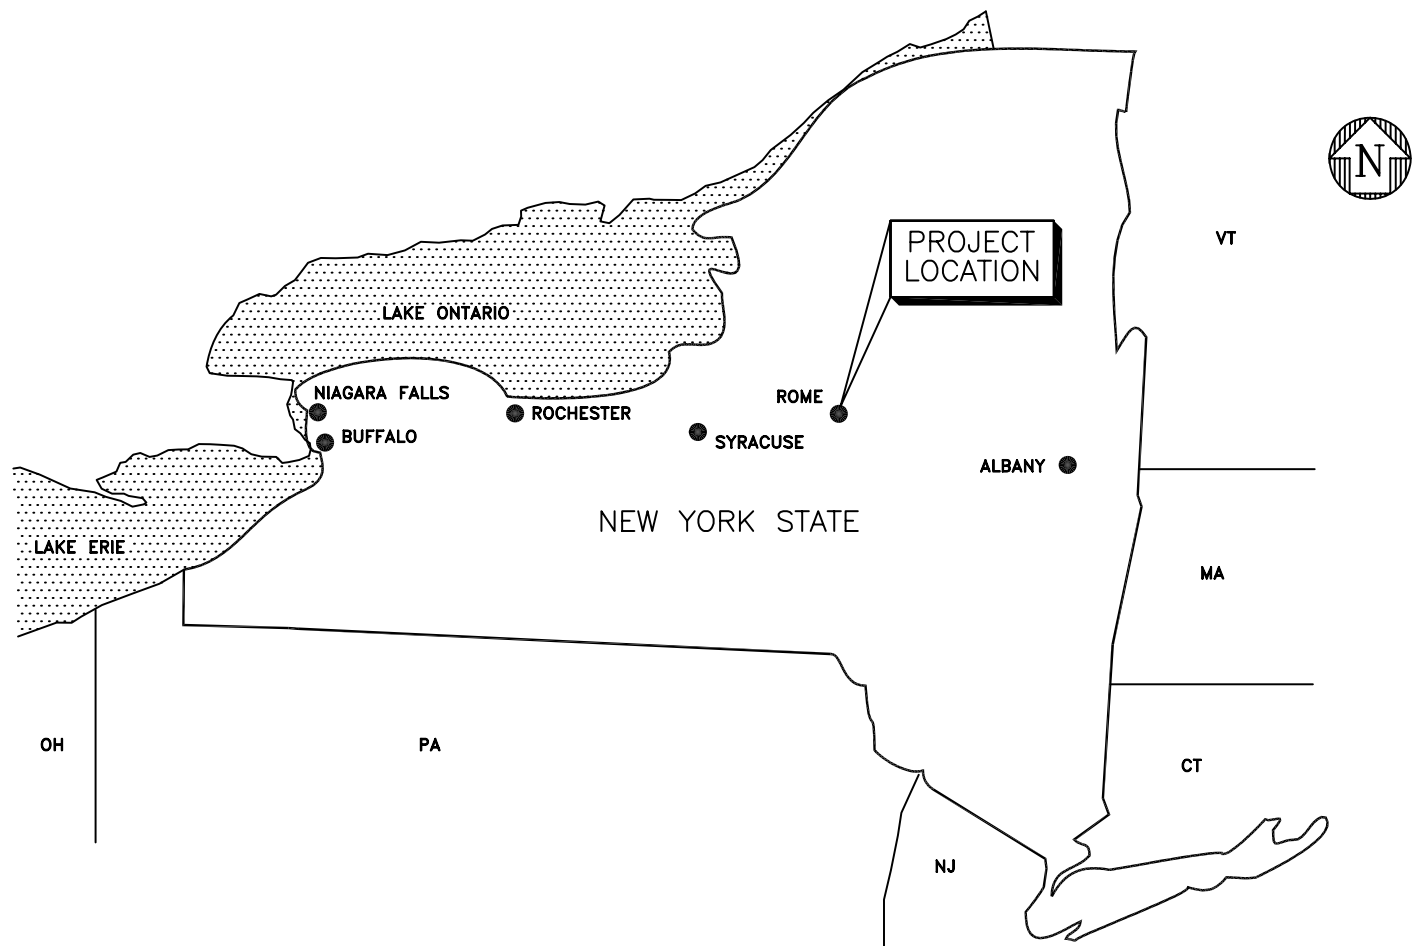 N
VT
PROJECT
LOCATION
LAKE ONTARIO
NIAGARA FALLS
ROME
ROCHESTER
BUFFALO
SYRACUSE
ALBANY
NEW YORK STATE
LAKE ERIE
MA
OH
PA
CT
NJ